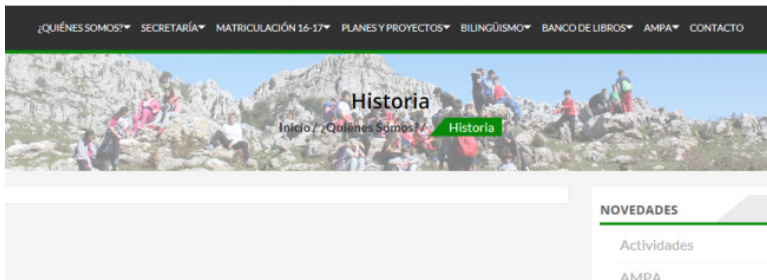 ¿QUIÉNES SOMOS? SECRETARÍA MATRICULACIÓN 16-17 PLANES Y PROYECTOS BILINGÜISMO BANCO DE LIBROS AMPA CONTACTO
Historia
Inicio / ¿Quiénes Somos? / Historia
NOVEDADES
Actividades
AMPA